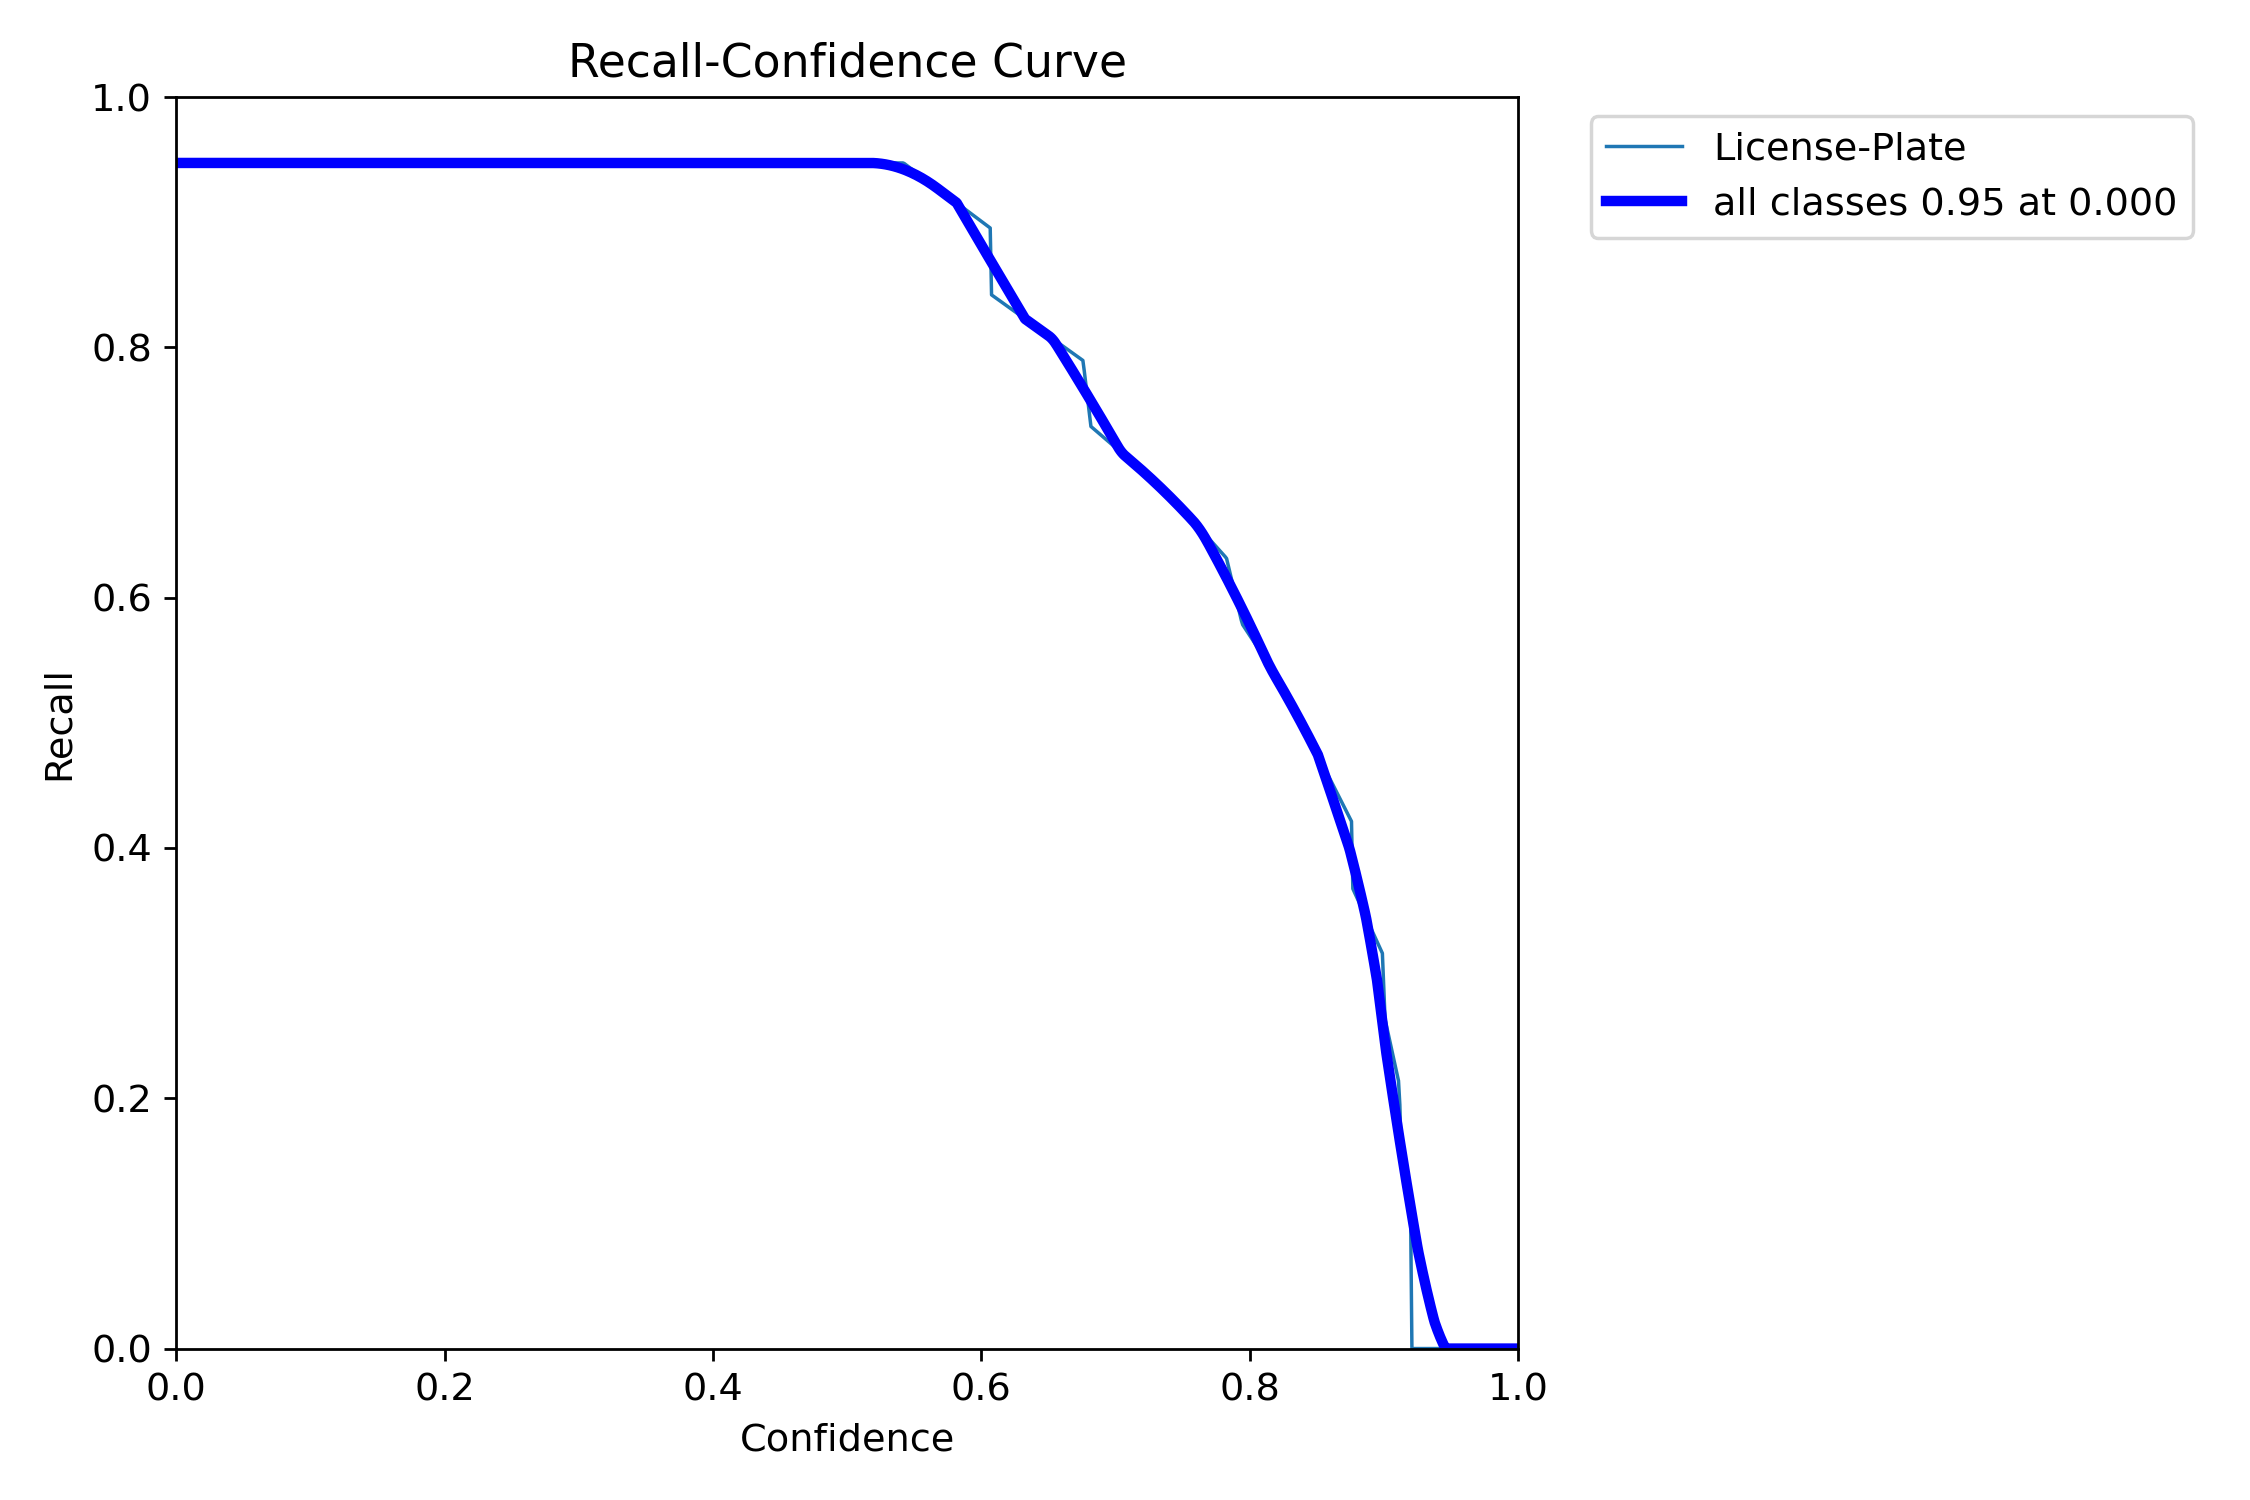 Recall-Confidence Curve
1.0
0.8
0.6
0.4
0.2
0.0
Recall
0.0 0.2 0.4 0.6 0.8 1.0
Confidence
License-Plate
all classes 0.95 at 0.000